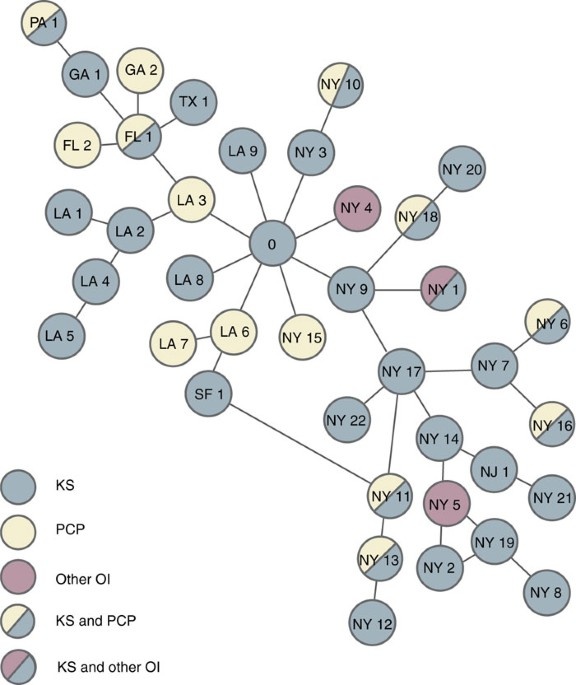 PA 1
GA 1
GA 2
TX 1
NY 10
FL 2
FL 1
LA 9
NY 3
NY 20
LA 3
NY 4
NY 18
LA 1
LA 2
0
LA 4
LA 8
NY 9
NY 1
LA 5
LA 7
LA 6
NY 15
NY 6
SF 1
NY 17
NY 7
NY 22
NY 14
NY 16
NJ 1
NY 21
NY 11
NY 5
NY 13
NY 2
NY 19
NY 8
NY 12
KS
PCP
Other OI
KS and PCP
KS and other OI